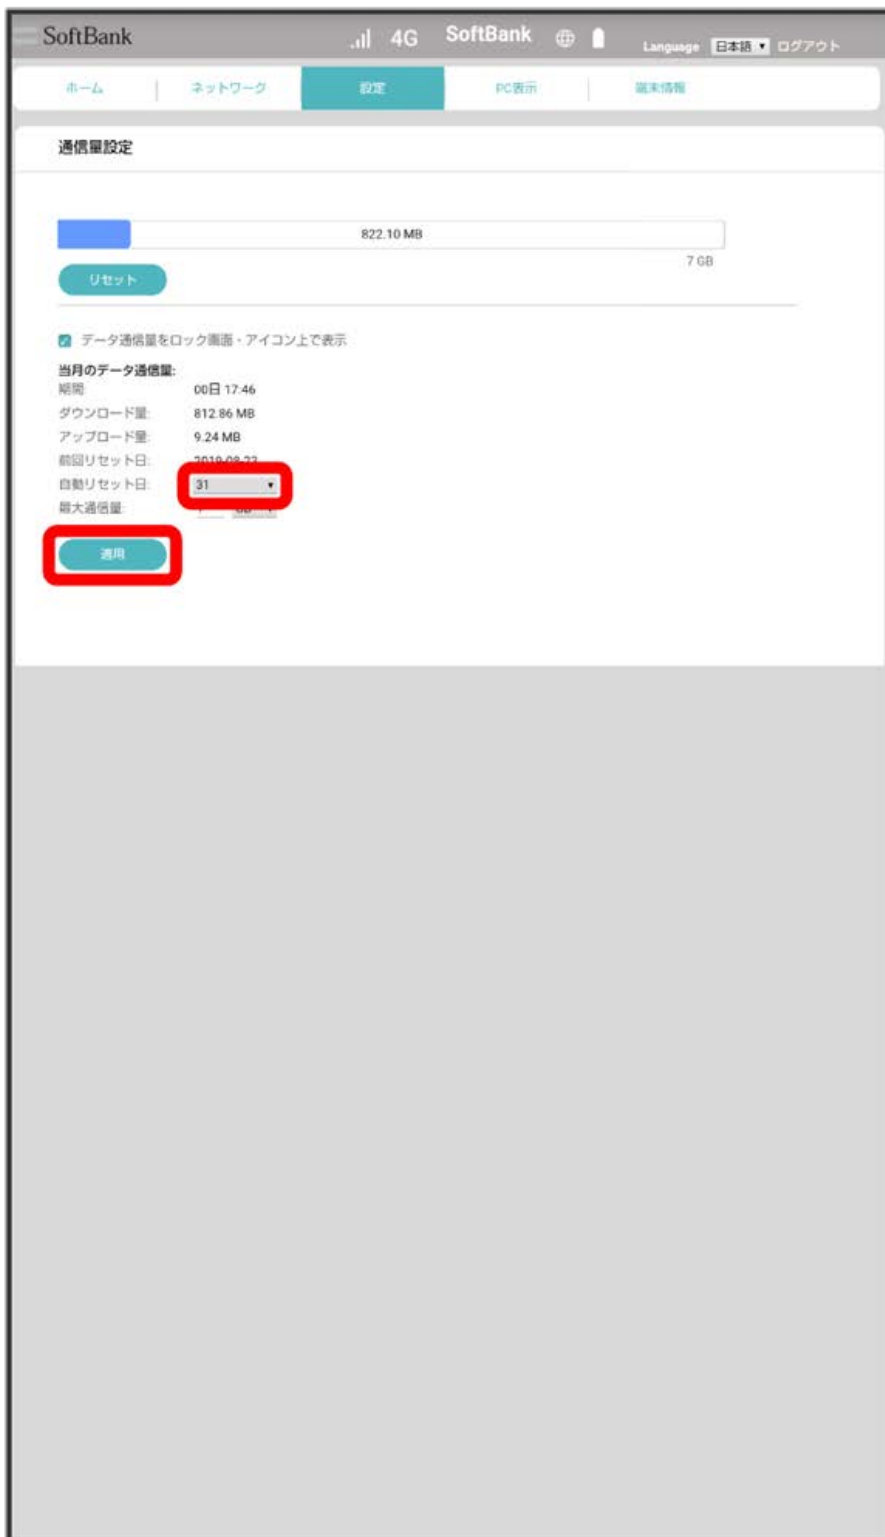 SoftBank 4G SoftBank Language 日本語 ログアウト
ホーム ネットワーク 設定 PC表示 端末情報
通信量設定
822.10 MB
7 GB
リセット
データ通信量をロック画面・アイコン上で表示
当月のデータ通信量:
期間 00日 17:46
ダウンロード量: 812.86 MB
アップロード量: 9.24 MB
前回リセット日: 2019-08-23
自動リセット日: 31
最大通信量 GB
適用